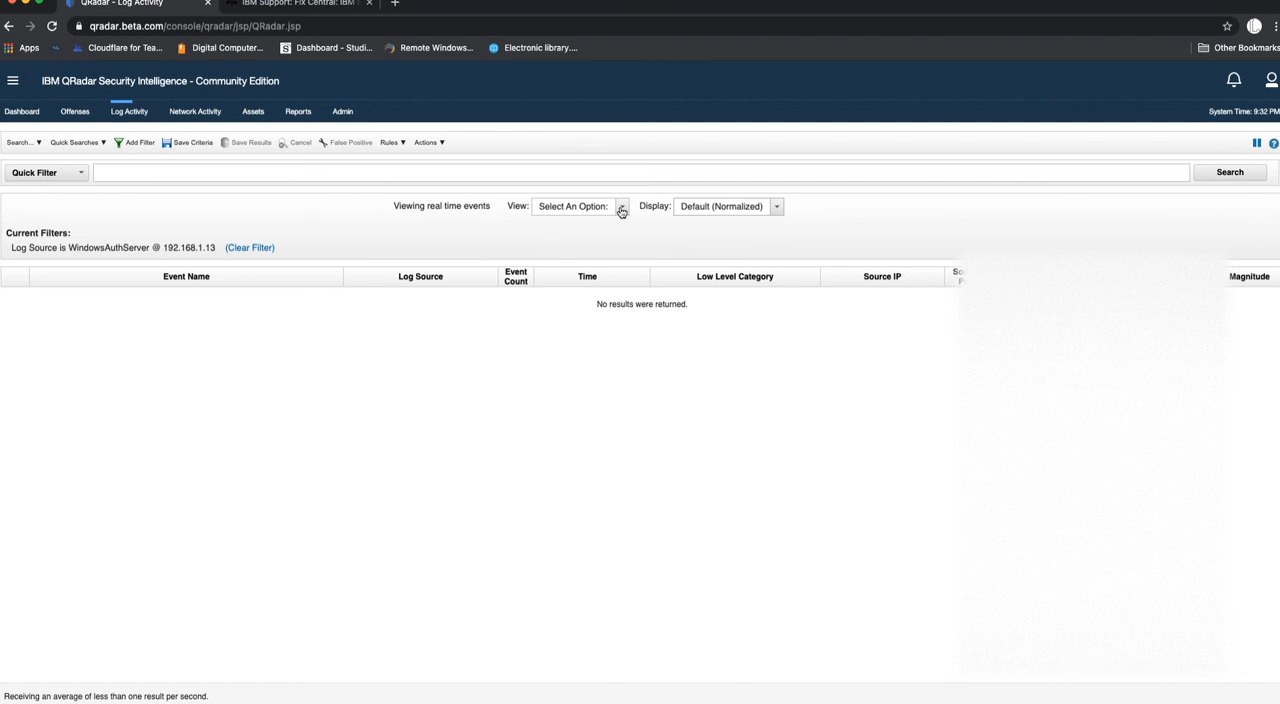 QRadar - Log Activity × IBM Support: Fix Central: IBM S × +
qradar.beta.com/console/qradar/jsp/QRadar.jsp
Apps Cloudflare for Tea... Digital Computer... Dashboard - Studi... Remote Windows... Electronic library.... Other Bookmarks
IBM QRadar Security Intelligence - Community Edition
Dashboard Offenses Log Activity Network Activity Assets Reports Admin System Time: 9:32 PM
Search... ▼ Quick Searches ▼ Add Filter Save Criteria Save Results Cancel False Positive Rules ▼ Actions ▼
Quick Filter Search
Viewing real time events View: Select An Option: Display: Default (Normalized)
Current Filters:
Log Source is WindowsAuthServer @ 192.168.1.13 (Clear Filter)
Event Name Log Source Event Count Time Low Level Category Source IP Magnitude
No results were returned.
Receiving an average of less than one result per second.